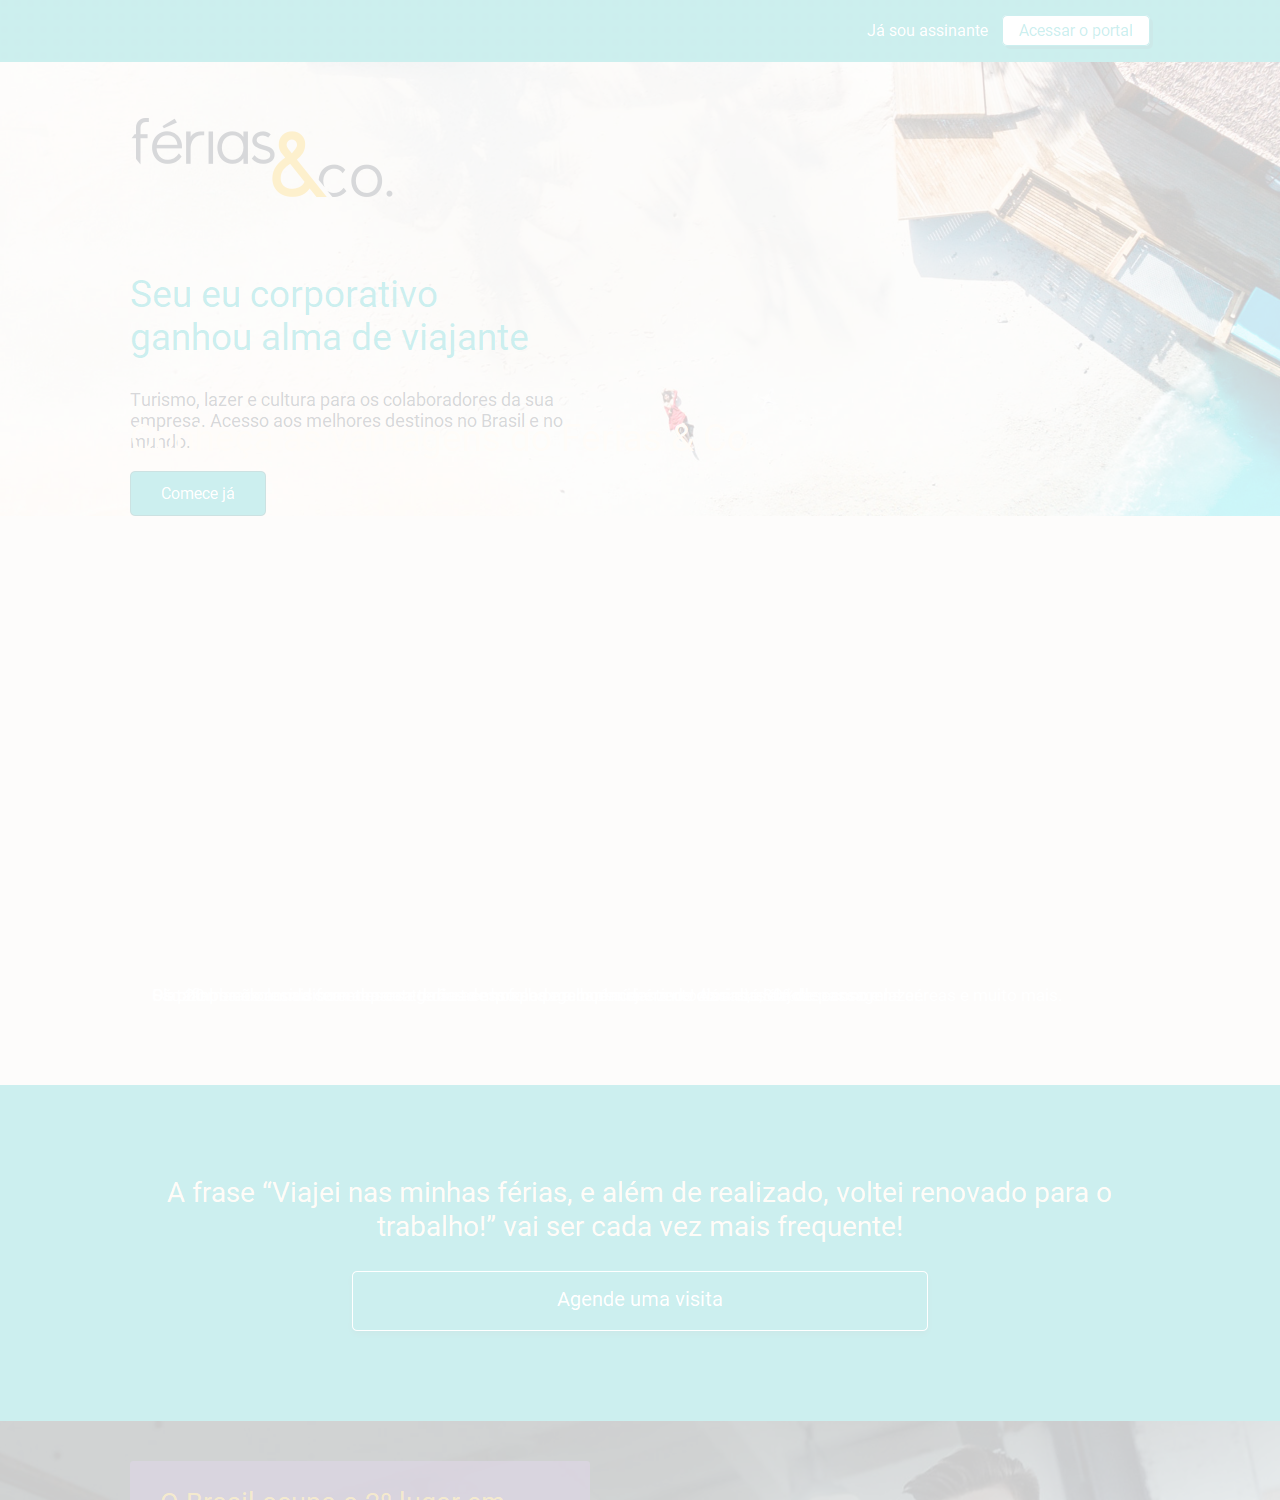 Já sou assinante Acessar o portal
férias&co.
Seu eu corporativo
ganhou alma de viajante
Turismo, lazer e cultura para os colaboradores da sua
empresa. Acesso aos melhores destinos no Brasil e no
mundo.
Comece já
A frase “Viajei nas minhas férias, e além de realizado, voltei renovado para o
trabalho!” vai ser cada vez mais frequente!
Agende uma visita
O Brasil ocupa o 2º lugar em